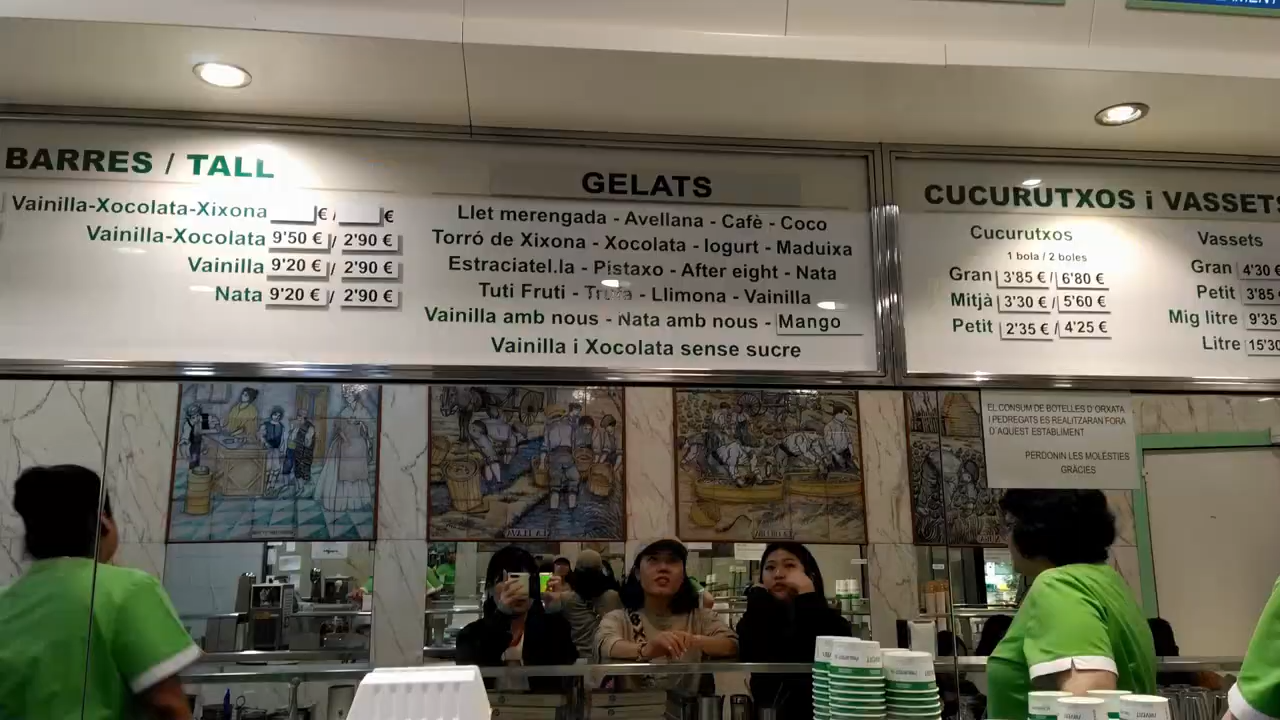 BARRES / TALL
Vainilla-Xocolata-Xixona € / €
Vainilla-Xocolata 9'50 € / 2'90 €
Vainilla 9'20 € / 2'90 €
Nata 9'20 € / 2'90 €
GELATS
Llet merengada - Avellana - Cafè - Coco
Torró de Xixona - Xocolata - Iogurt - Maduixa
Estraciatel.la - Pistaxo - After eight - Nata
Tuti Fruti - Trufa - Llimona - Vainilla
Vainilla amb nous - Nata amb nous - Mango
Vainilla i Xocolata sense sucre
CUCURUTXOS i VASSETS
Cucurutxos
1 bola / 2 boles
Gran 3'85 € / 6'80 €
Mitjà 3'30 € / 5'60 €
Petit 2'35 € / 4'25 €
Vassets
Gran 4'30
Petit 3'85
Mig litre 9'35
Litre 15'30
EL CONSUM DE BOTELLES D'ORXATA
I PEDREGATS ES REALITZARAN FORA
D'AQUEST ESTABLIMENT
PERDONIN LES MOLÈSTIES
GRÀCIES